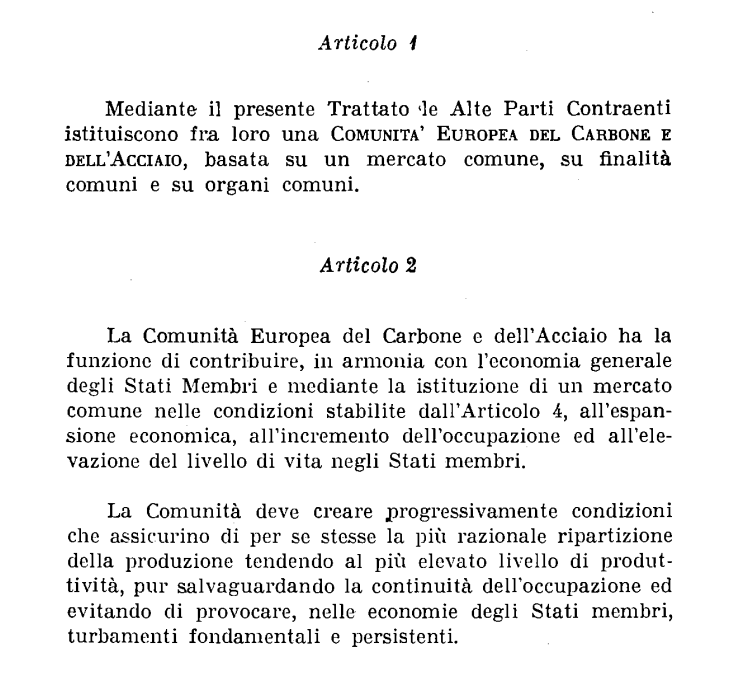 Articolo 1
Mediante il presente Trattato le Alte Parti Contraenti
istituiscono fra loro una COMUNITA' EUROPEA DEL CARBONE E
DELL'ACCIAIO, basata su un mercato comune, su finalità
comuni e su organi comuni.
Articolo 2
La Comunità Europea del Carbone e dell'Acciaio ha la
funzione di contribuire, in armonia con l'economia generale
degli Stati Membri e mediante la istituzione di un mercato
comune nelle condizioni stabilite dall'Articolo 4, all'espan-
sione economica, all'incremento dell'occupazione ed all'ele-
vazione del livello di vita negli Stati membri.
La Comunità deve creare progressivamente condizioni
che assicurino di per se stesse la più razionale ripartizione
della produzione tendendo al più elevato livello di produt-
tività, pur salvaguardando la continuità dell'occupazione ed
evitando di provocare, nelle economie degli Stati membri,
turbamenti fondamentali e persistenti.